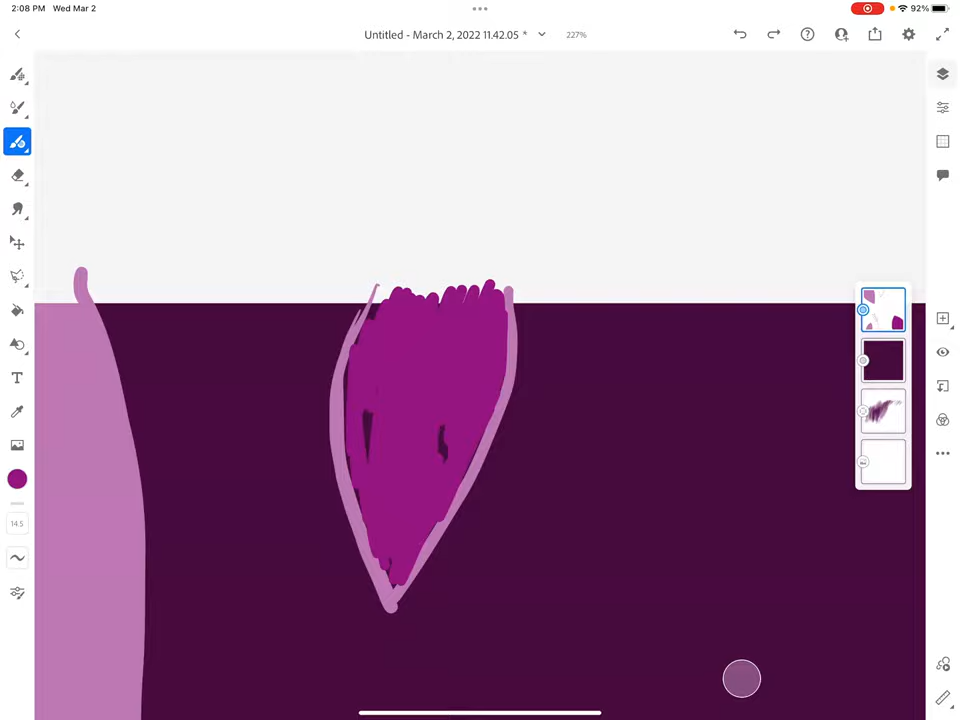 2:08 PM Wed Mar 2
92%
Untitled - March 2, 2022 11.42.05 *
227%
T
14.5